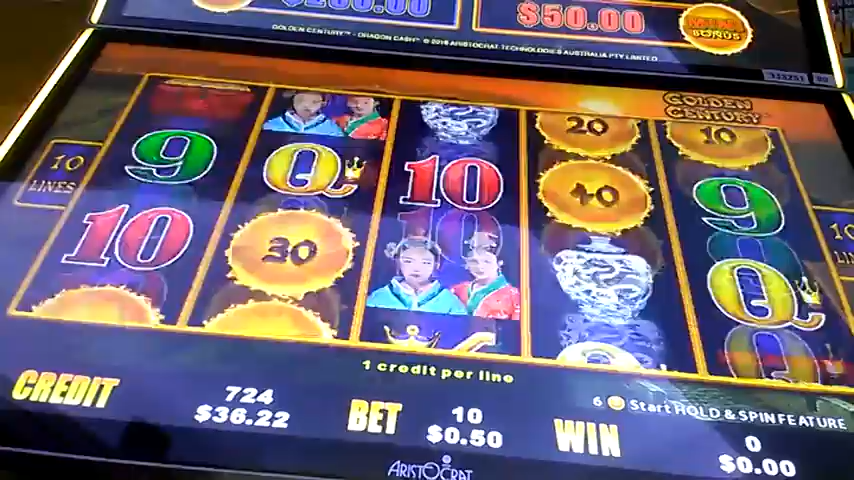 $50.00
BONUS
GOLDEN CENTURY™ - DRAGON CASH™ © 2016 ARISTOCRAT TECHNOLOGIES AUSTRALIA PTY LIMITED
GOLDEN
CENTURY
20
10
9
Q
10
40
9
10
LINES
10
30
Q
10
1 credit per line
6 Start HOLD & SPIN FEATURE
CREDIT
724
$36.22
BET
10
$0.50
WIN
0
$0.00
ARISTOCRAT